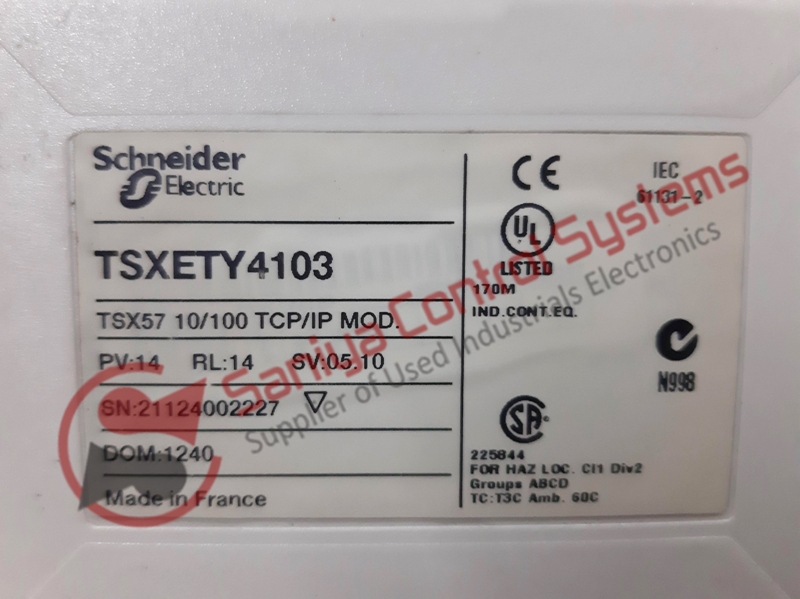 Schneider
Electric
TSXETY4103
TSX57 10/100 TCP/IP MOD.
PV:14 RL:14 SV:05.10
SN:21124002227
DOM:1240
Made in France
CE
IEC
61131-2
UL
LISTED
170M
IND.CONT.EQ.
N998
SA
225844
FOR HAZ LOC. Cl1 Div2
Groups ABCD
TC:T3C Amb. 60C
Saniya Control Systems
Supplier of Used Industrials Electronics